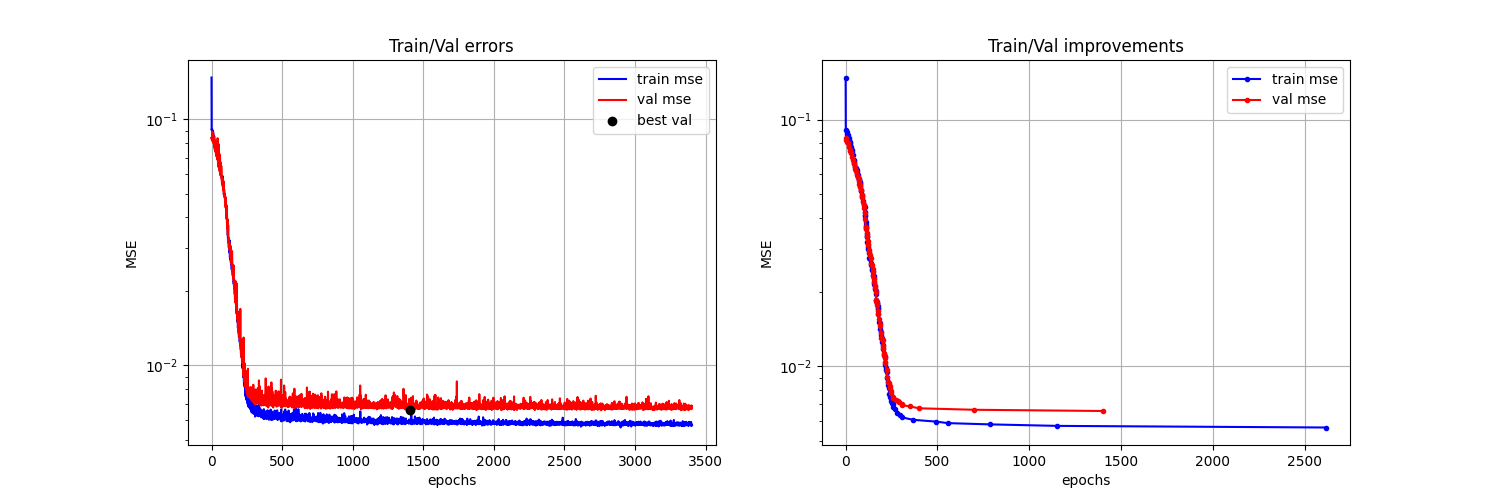 Train/Val errors
train mse
val mse
best val
10⁻¹
10⁻²
MSE
0 500 1000 1500 2000 2500 3000 3500
epochs
Train/Val improvements
train mse
val mse
10⁻¹
10⁻²
MSE
0 500 1000 1500 2000 2500
epochs